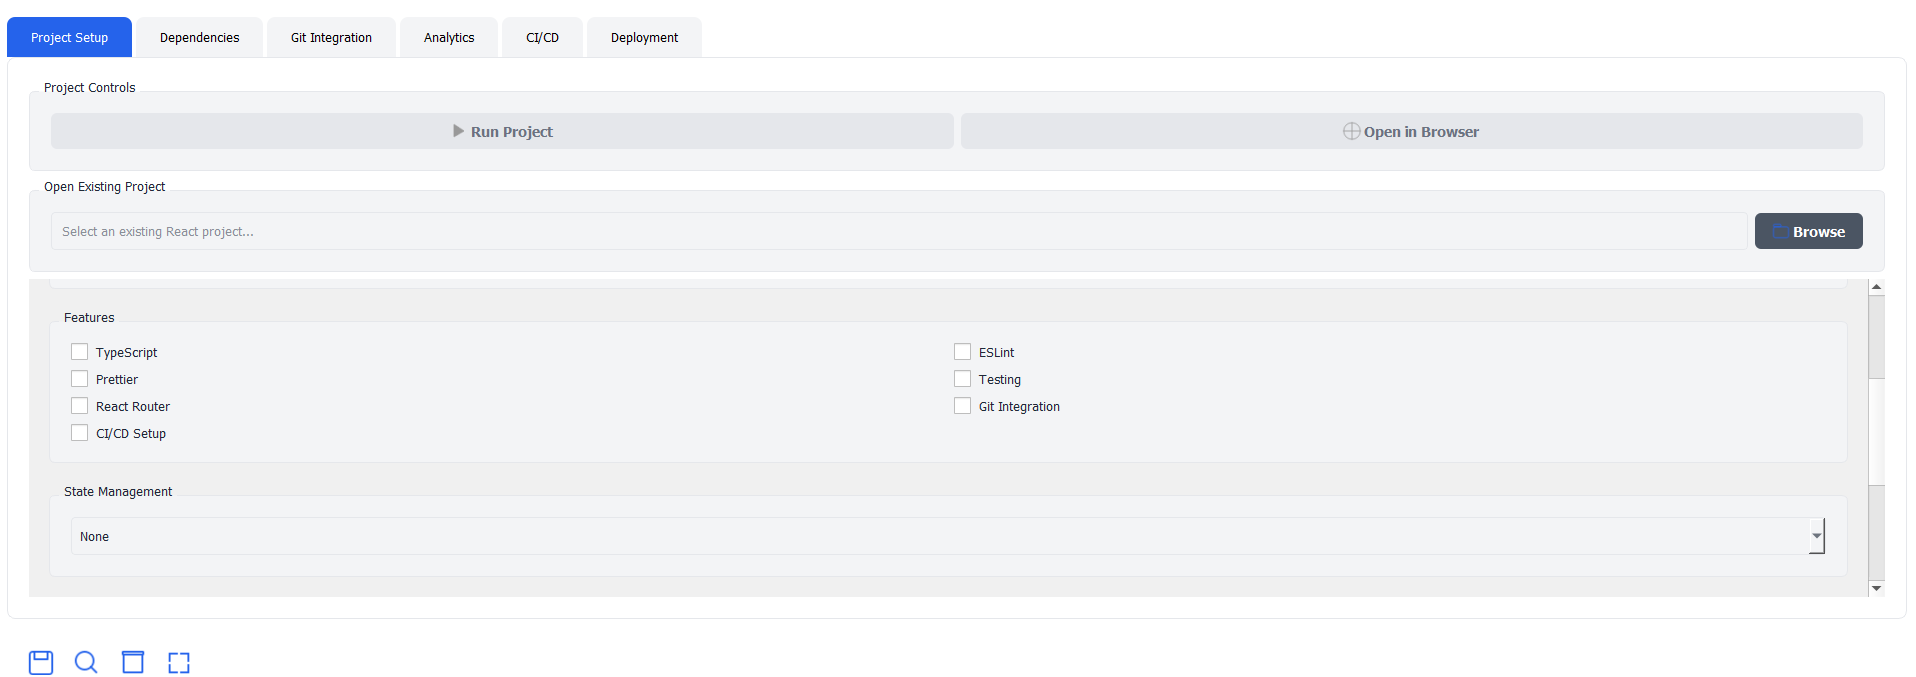 Project Setup Dependencies Git Integration Analytics CI/CD Deployment
Project Controls
Run Project Open in Browser
Open Existing Project
Select an existing React project... Browse
Features
TypeScript ESLint
Prettier Testing
React Router Git Integration
CI/CD Setup
State Management
None